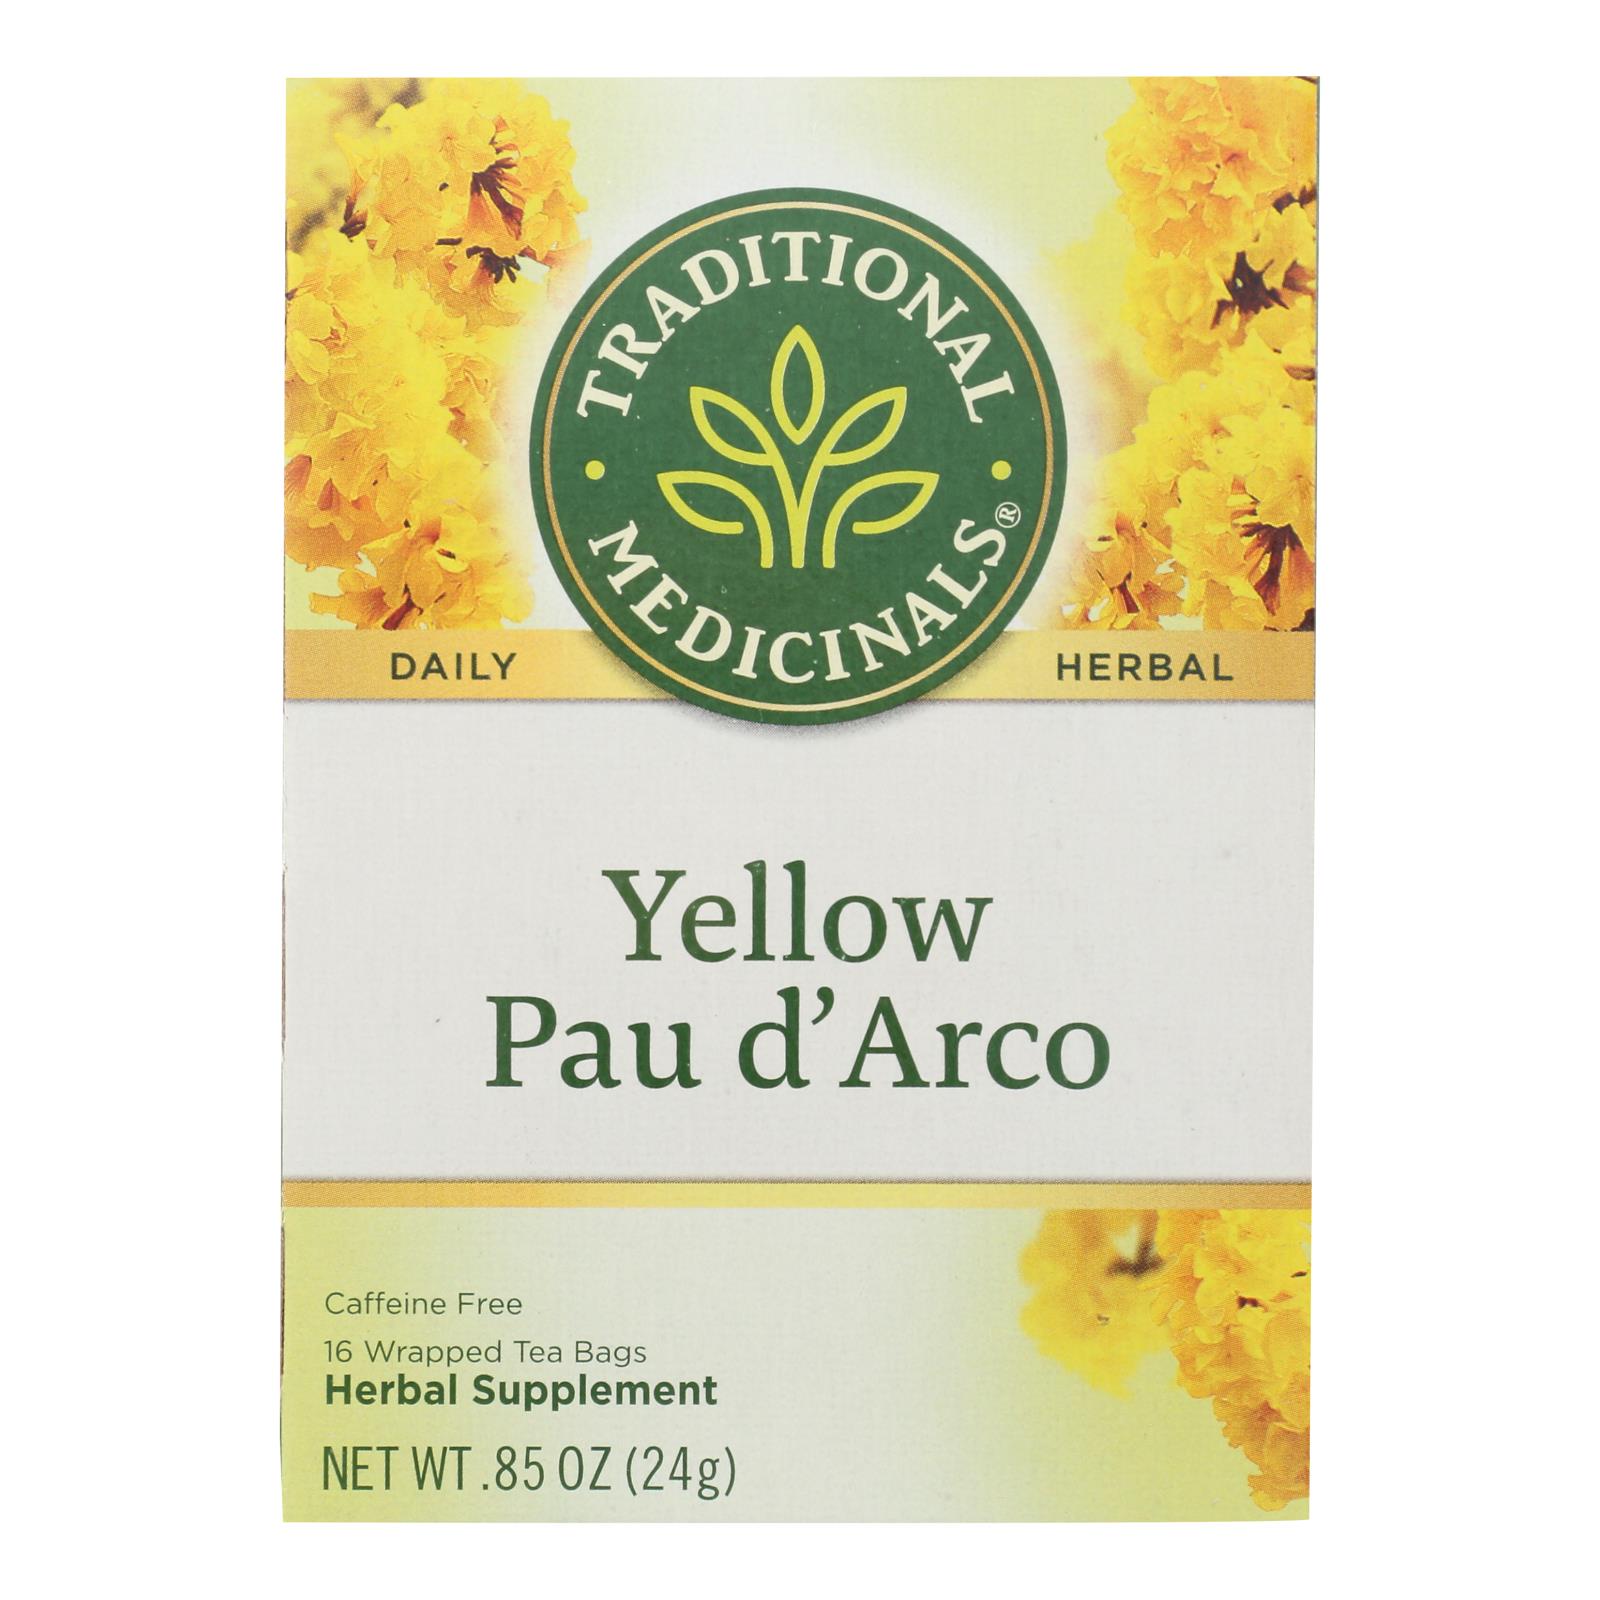 TRADITIONAL
MEDICINALS®
DAILY
HERBAL
Yellow
Pau d’Arco
Caffeine Free
16 Wrapped Tea Bags
Herbal Supplement
NET WT .85 OZ (24g)